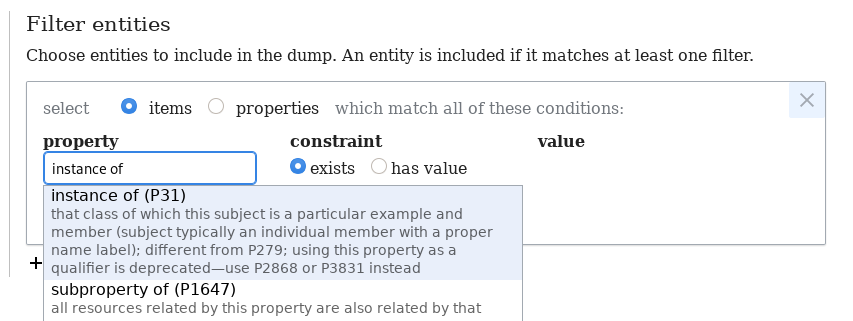 Filter entities
Choose entities to include in the dump. An entity is included if it matches at least one filter.
select items properties which match all of these conditions:
property constraint value
instance of exists has value
instance of (P31)
that class of which this subject is a particular example and
member (subject typically an individual member with a proper
name label); different from P279; using this property as a
qualifier is deprecated—use P2868 or P3831 instead
subproperty of (P1647)
all resources related by this property are also related by that